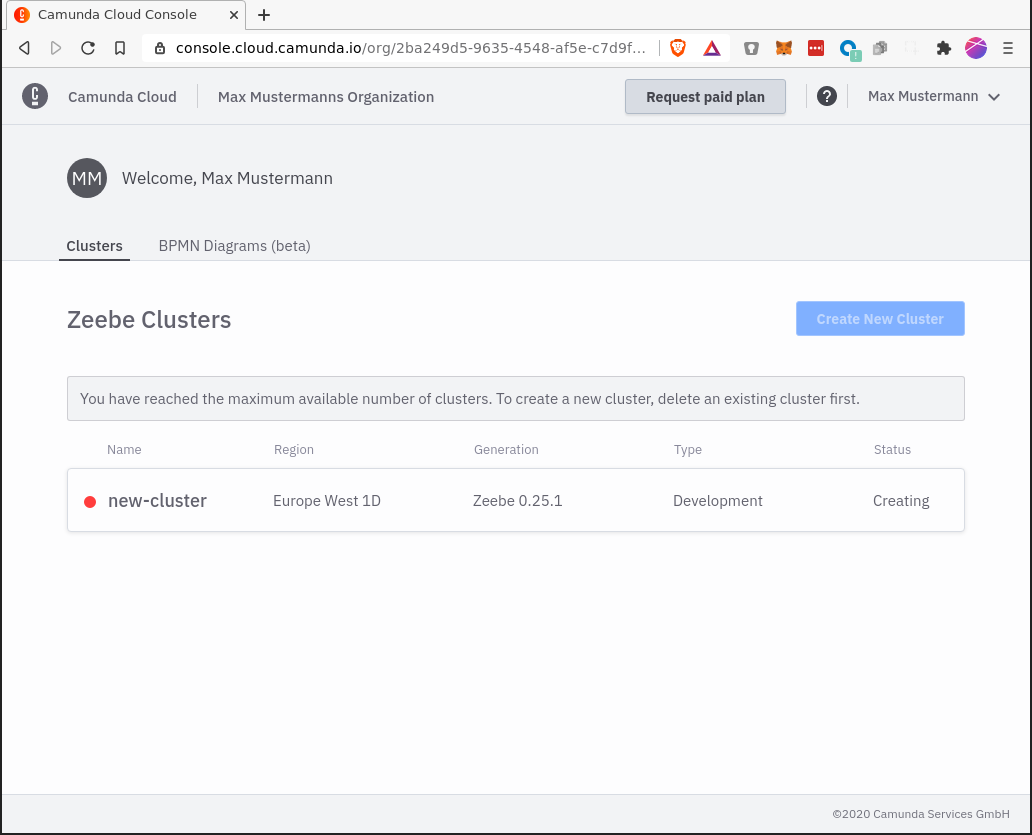 Camunda Cloud Console
console.cloud.camunda.io/org/2ba249d5-9635-4548-af5e-c7d9f...
Camunda Cloud
Max Mustermanns Organization
Request paid plan
?
Max Mustermann
MM
Welcome, Max Mustermann
Clusters
BPMN Diagrams (beta)
Zeebe Clusters
Create New Cluster
You have reached the maximum available number of clusters. To create a new cluster, delete an existing cluster first.
Name Region Generation Type Status
new-cluster Europe West 1D Zeebe 0.25.1 Development Creating
©2020 Camunda Services GmbH